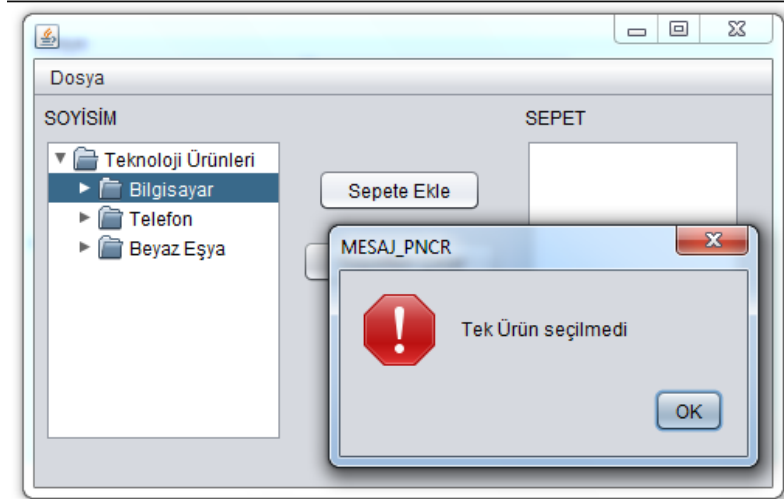 Dosya
SOYİSİM
SEPET
Teknoloji Ürünleri
Bilgisayar
Telefon
Beyaz Eşya
Sepete Ekle
MESAJ_PNCR
Tek Ürün seçilmedi
OK